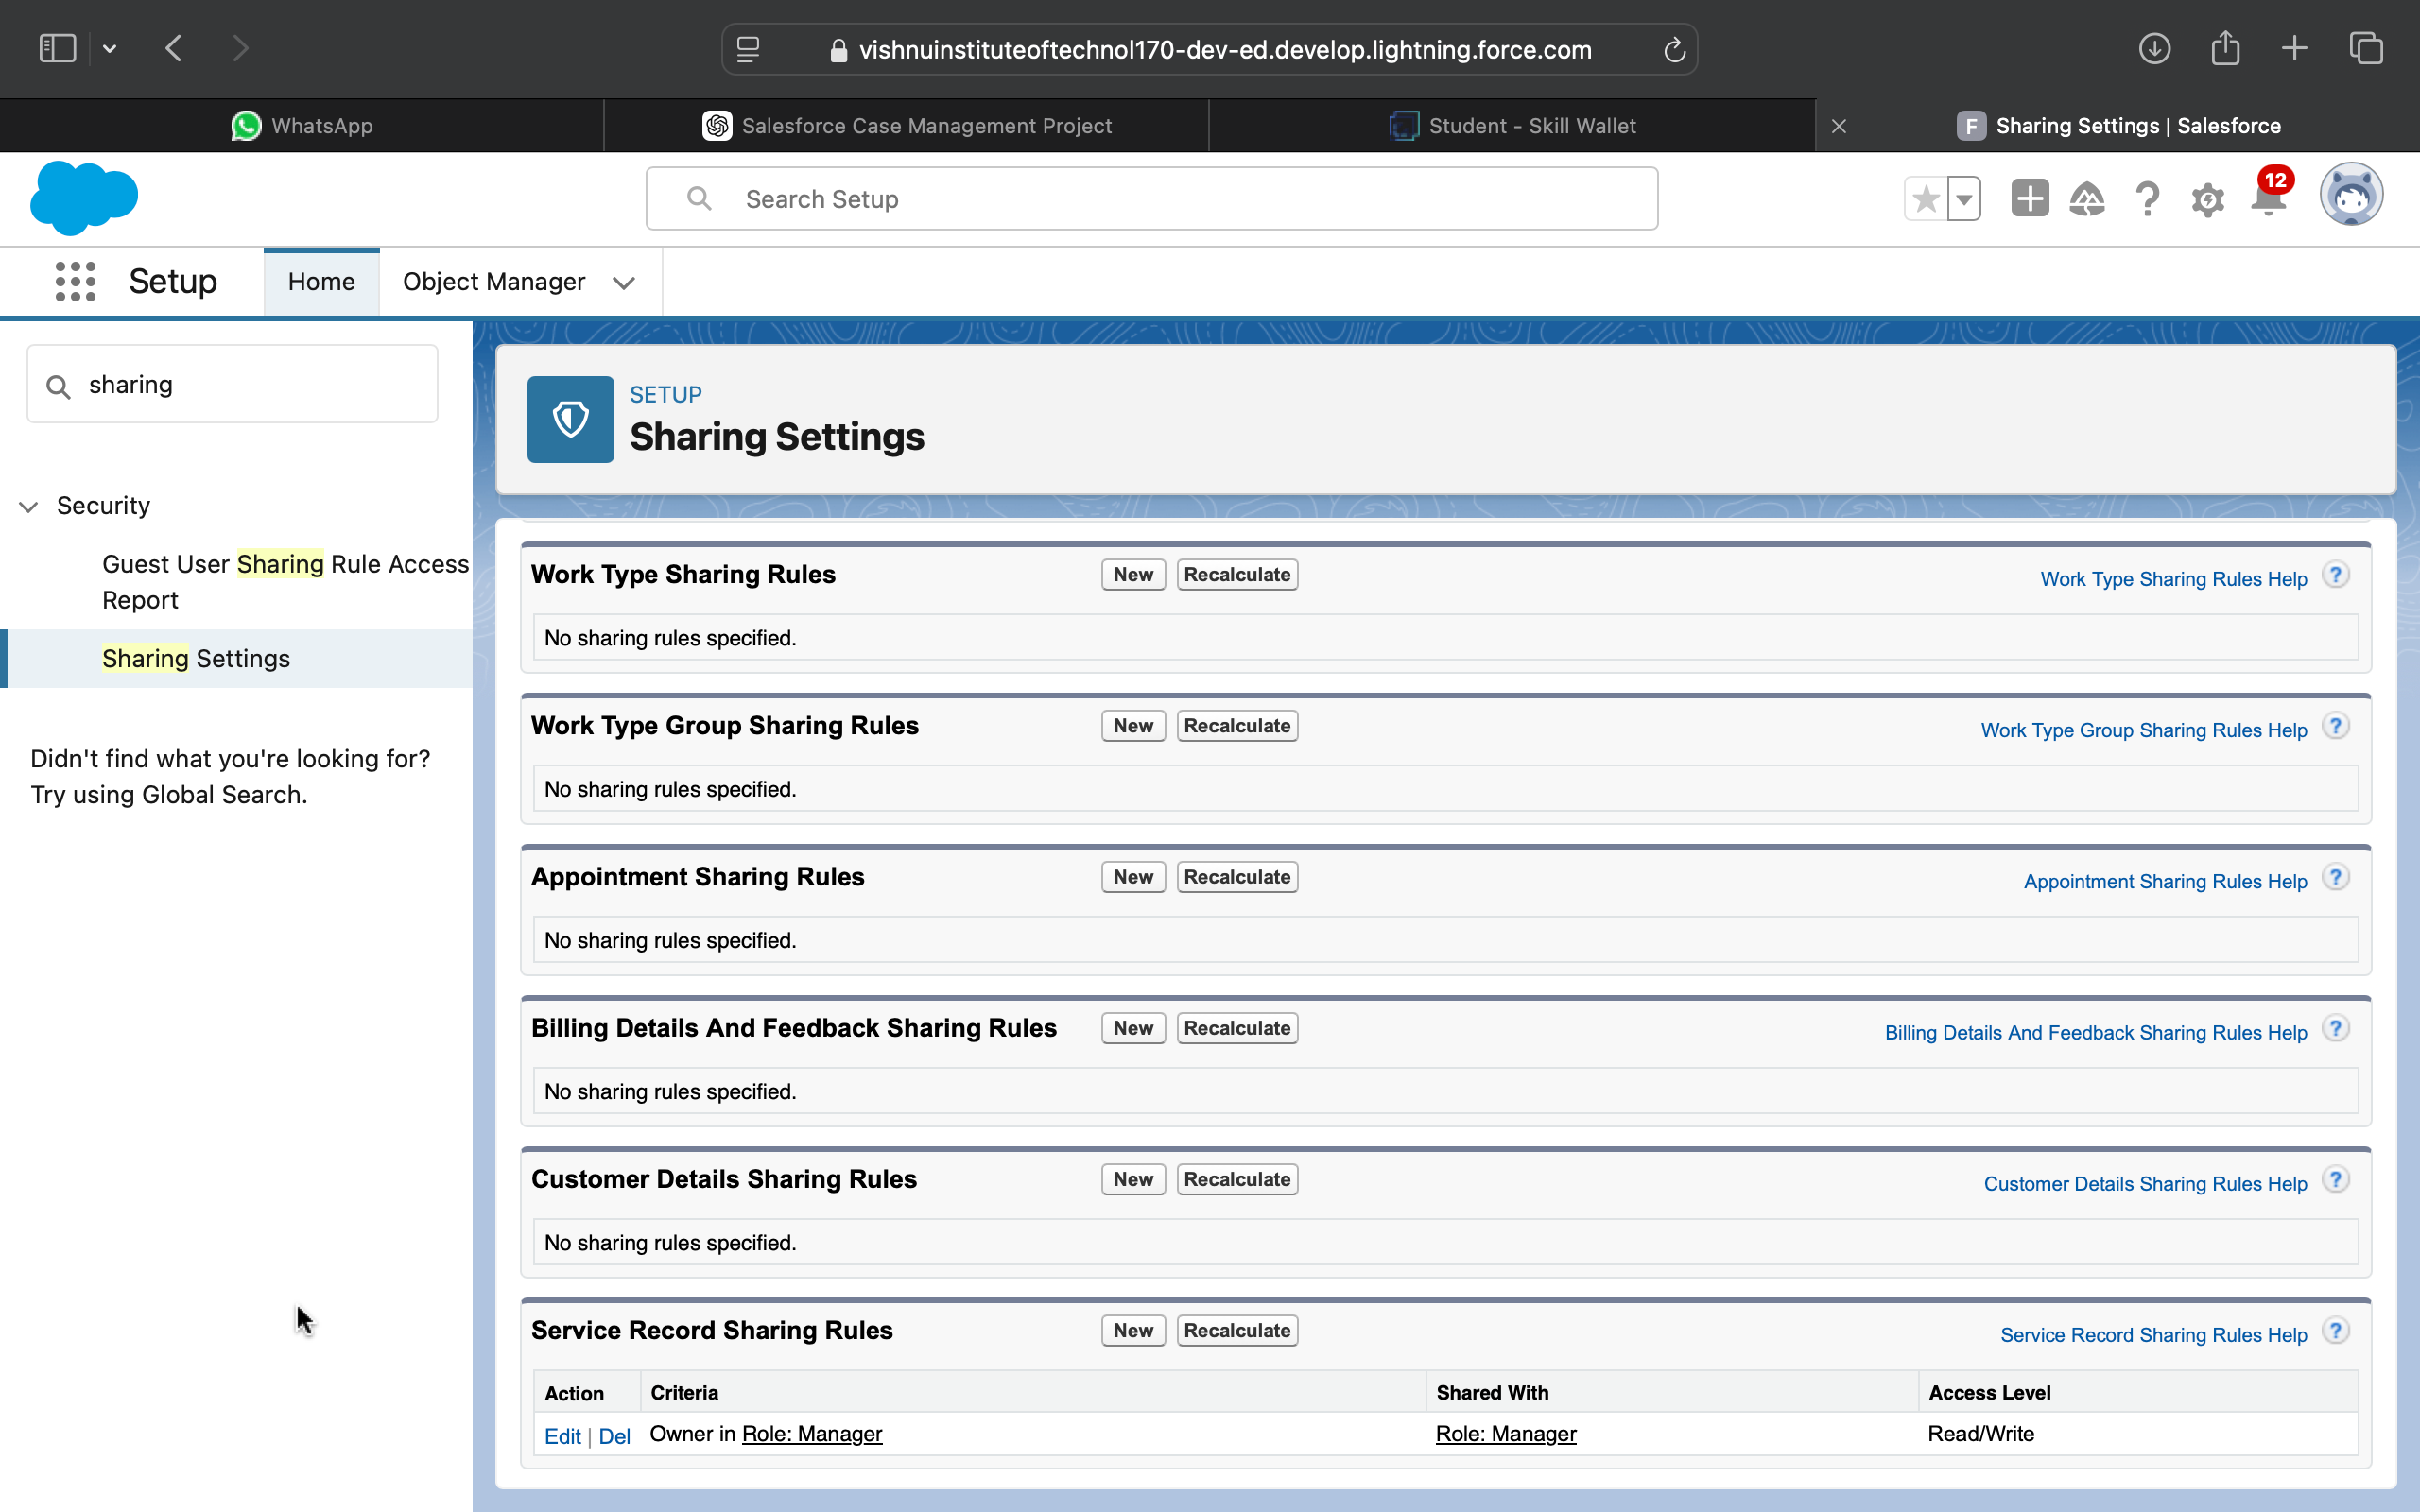 vishnuinstituteoftechnol170-dev-ed.develop.lightning.force.com
WhatsApp
Salesforce Case Management Project
Student - Skill Wallet
F
Sharing Settings | Salesforce
Search Setup
12
Setup
Home
Object Manager
sharing
Security
Guest User Sharing Rule Access
Report
Sharing Settings
Didn't find what you're looking for?
Try using Global Search.
SETUP
Sharing Settings
Work Type Sharing Rules
New
Recalculate
Work Type Sharing Rules Help
?
No sharing rules specified.
Work Type Group Sharing Rules
New
Recalculate
Work Type Group Sharing Rules Help
?
No sharing rules specified.
Appointment Sharing Rules
New
Recalculate
Appointment Sharing Rules Help
?
No sharing rules specified.
Billing Details And Feedback Sharing Rules
New
Recalculate
Billing Details And Feedback Sharing Rules Help
?
No sharing rules specified.
Customer Details Sharing Rules
New
Recalculate
Customer Details Sharing Rules Help
?
No sharing rules specified.
Service Record Sharing Rules
New
Recalculate
Service Record Sharing Rules Help
?
Action
Criteria
Shared With
Access Level
Edit | Del
Owner in Role: Manager
Role: Manager
Read/Write